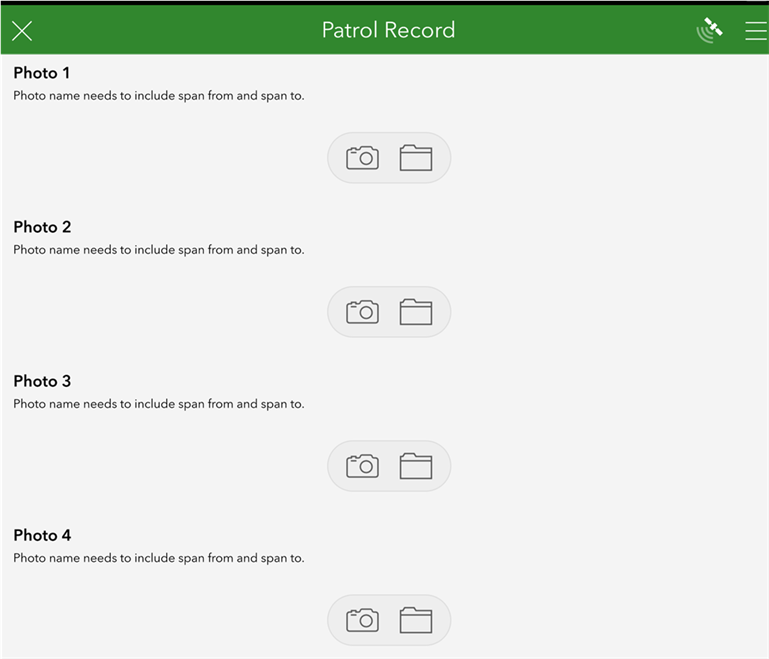 Patrol Record
Photo 1
Photo name needs to include span from and span to.
Photo 2
Photo name needs to include span from and span to.
Photo 3
Photo name needs to include span from and span to.
Photo 4
Photo name needs to include span from and span to.